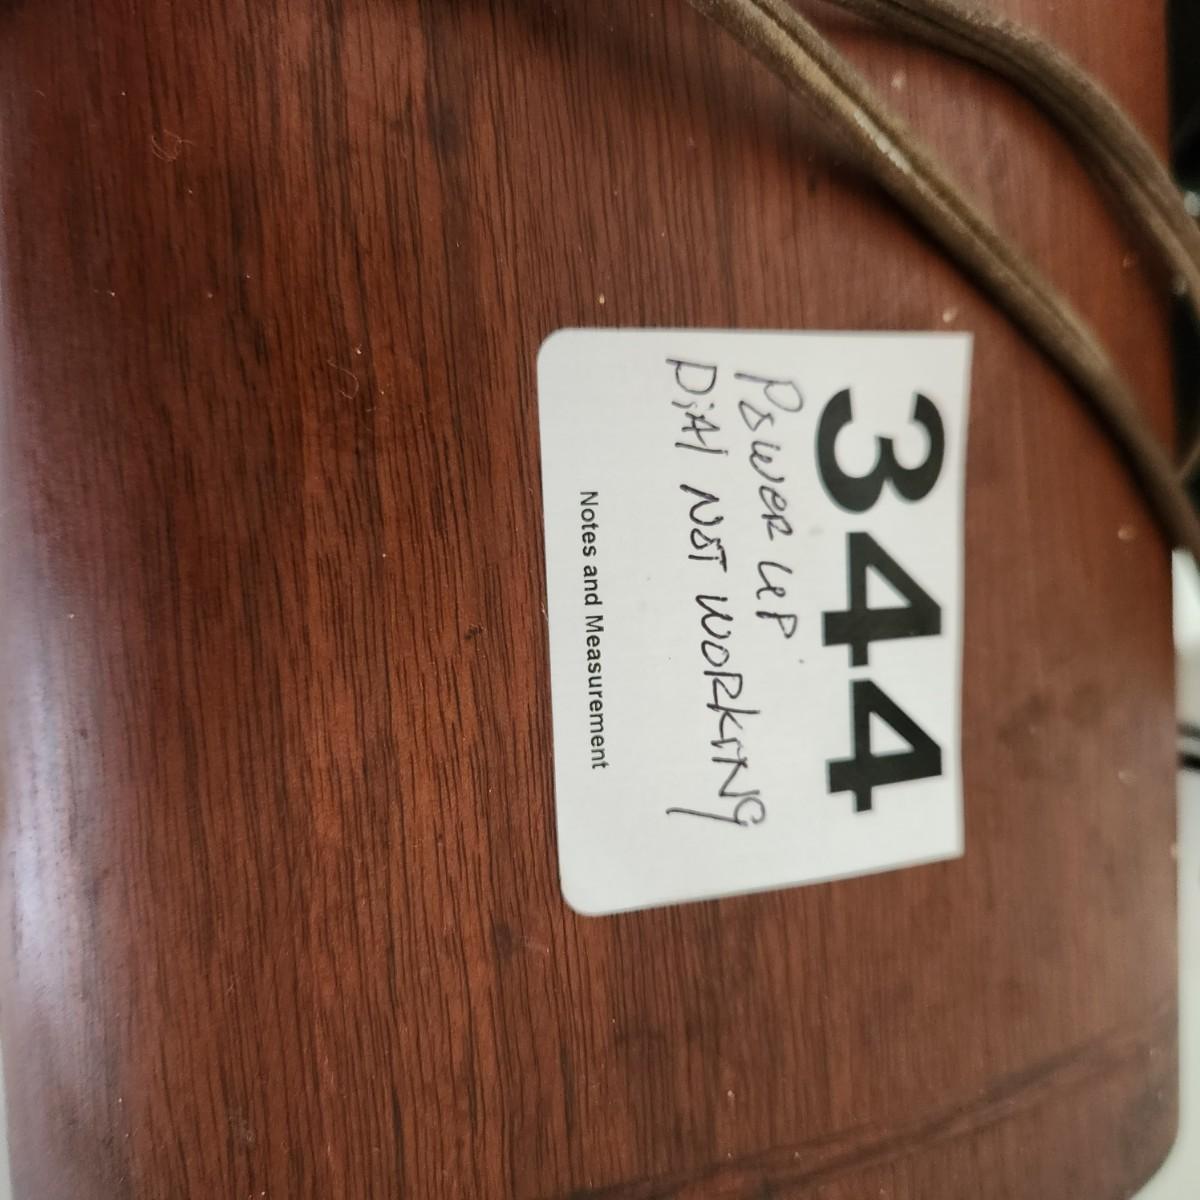 344
POWER UP
DIAl NOT WORKING
Notes and Measurement